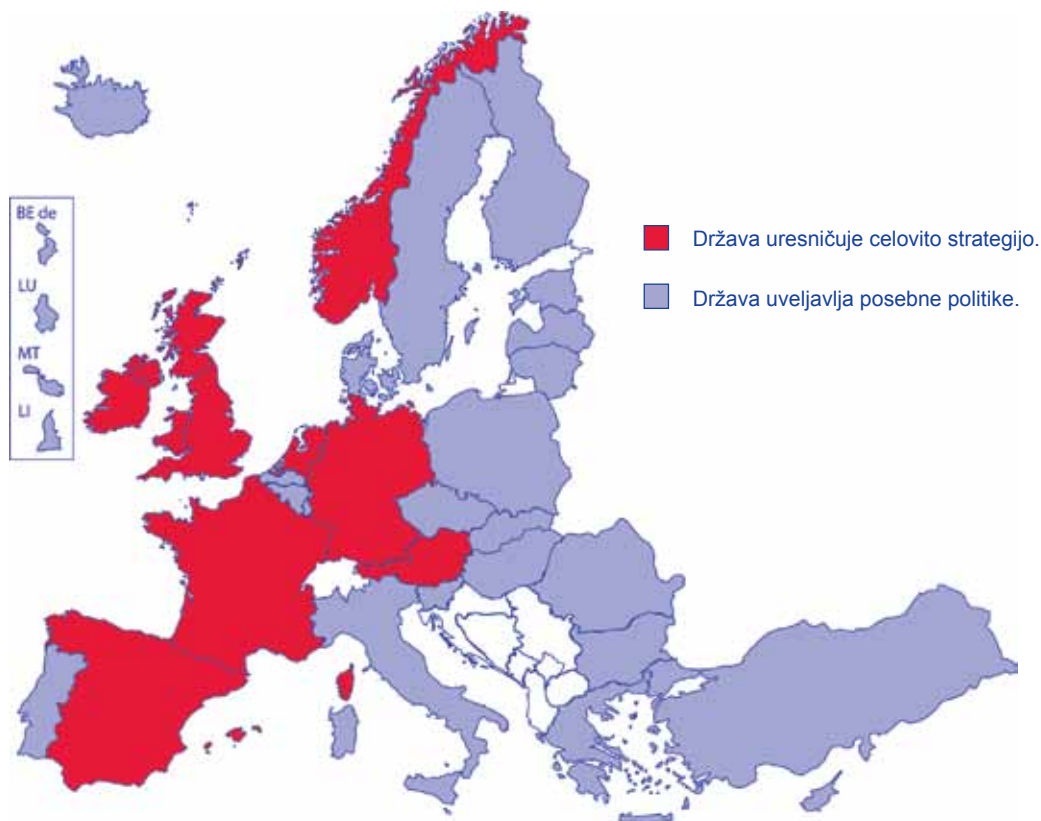 BE de
LU
MT
LI
Država uresničuje celovito strategijo.
Država uveljavlja posebne politike.